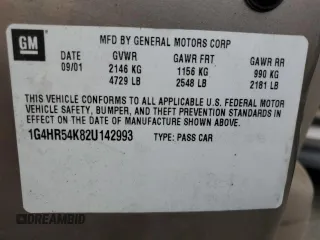 GM
MFD BY GENERAL MOTORS CORP
DATE GVWR GAWR FRT GAWR RR
09/01 2146 KG 1156 KG 990 KG
4729 LB 2548 LB 2181 LB
THIS VEHICLE CONFORMS TO ALL APPLICABLE U.S. FEDERAL MOTOR
VEHICLE SAFETY, BUMPER, AND THEFT PREVENTION STANDARDS IN
EFFECT ON THE DATE OF MANUFACTURE SHOWN ABOVE.
1G4HR54K82U142993 TYPE: PASS CAR
DREAMBID